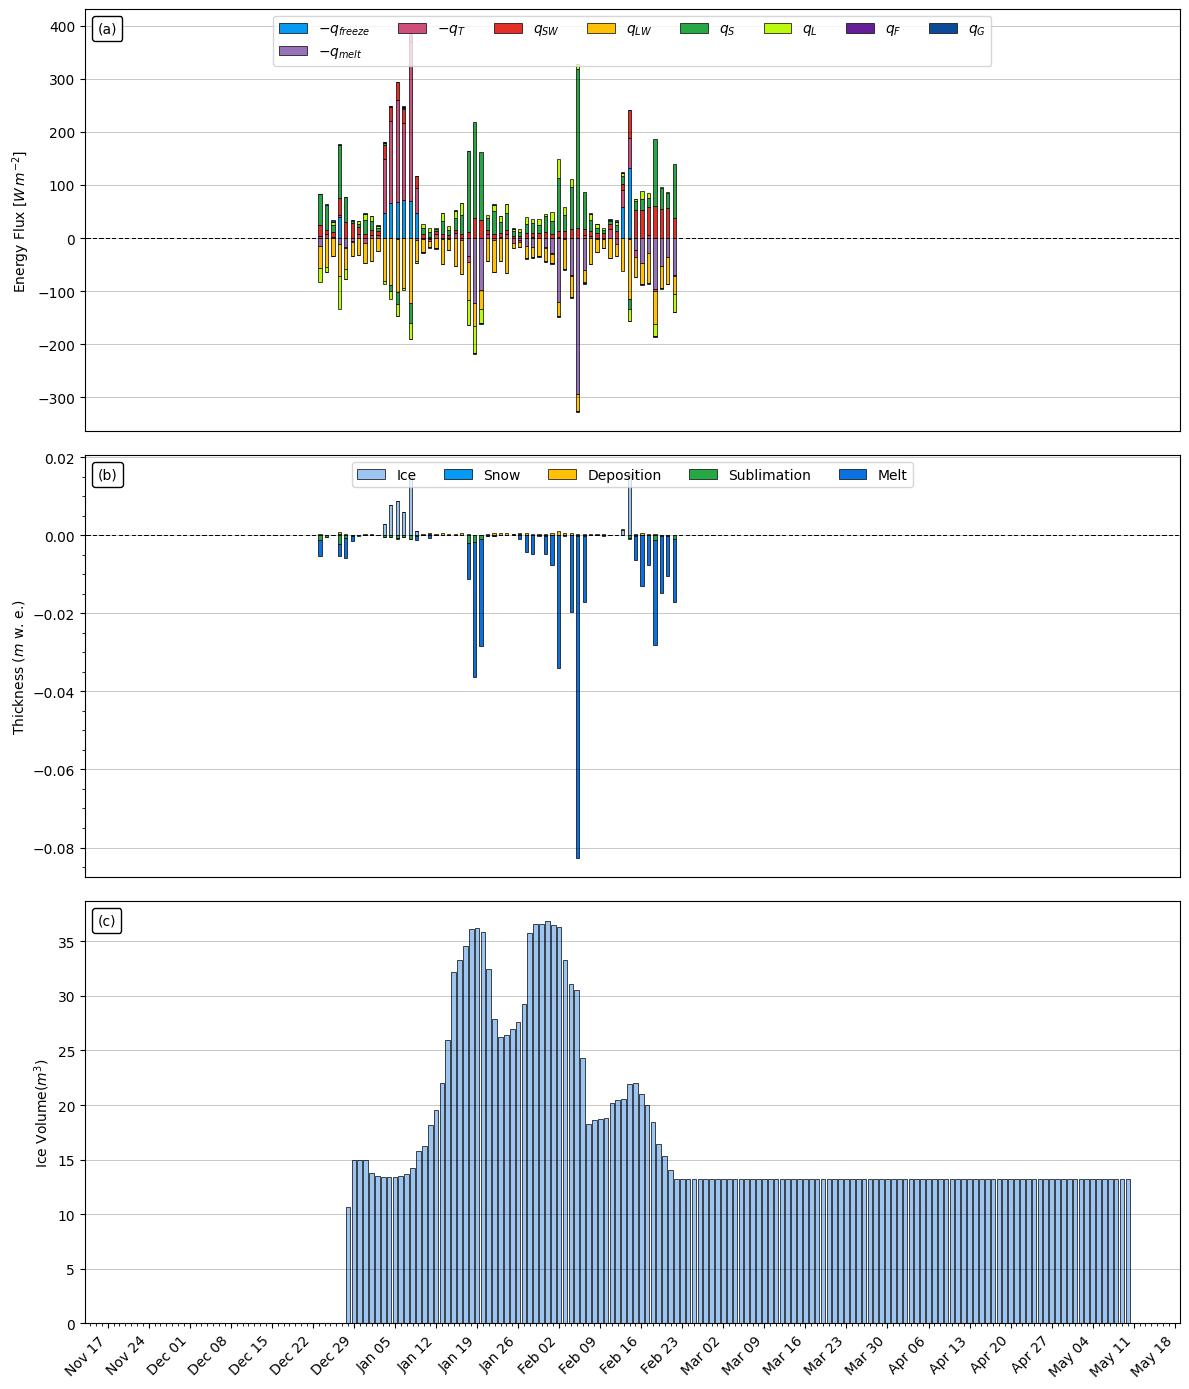 (a)
−q_freeze −q_T q_SW q_LW q_S q_L q_F q_G
−q_melt
400
300
200
100
0
−100
−200
−300
Energy Flux [W m⁻²]
(b)
Ice Snow Deposition Sublimation Melt
0.02
0.00
−0.02
−0.04
−0.06
−0.08
Thickness (m w. e.)
(c)
35
30
25
20
15
10
5
0
Ice Volume(m³)
Nov 17 Nov 24 Dec 01 Dec 08 Dec 15 Dec 22 Dec 29 Jan 05 Jan 12 Jan 19 Jan 26 Feb 02 Feb 09 Feb 16 Feb 23 Mar 02 Mar 09 Mar 16 Mar 23 Mar 30 Apr 06 Apr 13 Apr 20 Apr 27 May 04 May 11 May 18